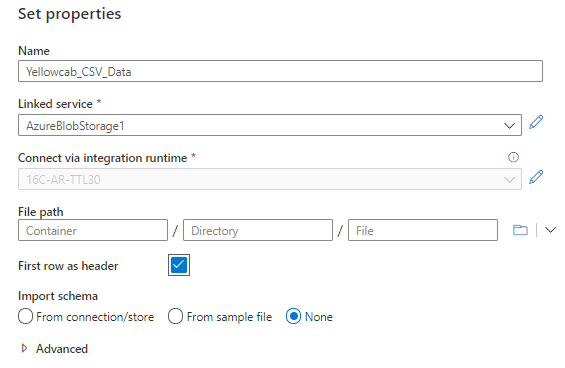 Set properties
Name
Yellowcab_CSV_Data
Linked service *
AzureBlobStorage1
Connect via integration runtime *
16C-AR-TTL30
File path
Container / Directory / File
First row as header
Import schema
From connection/store From sample file None
Advanced